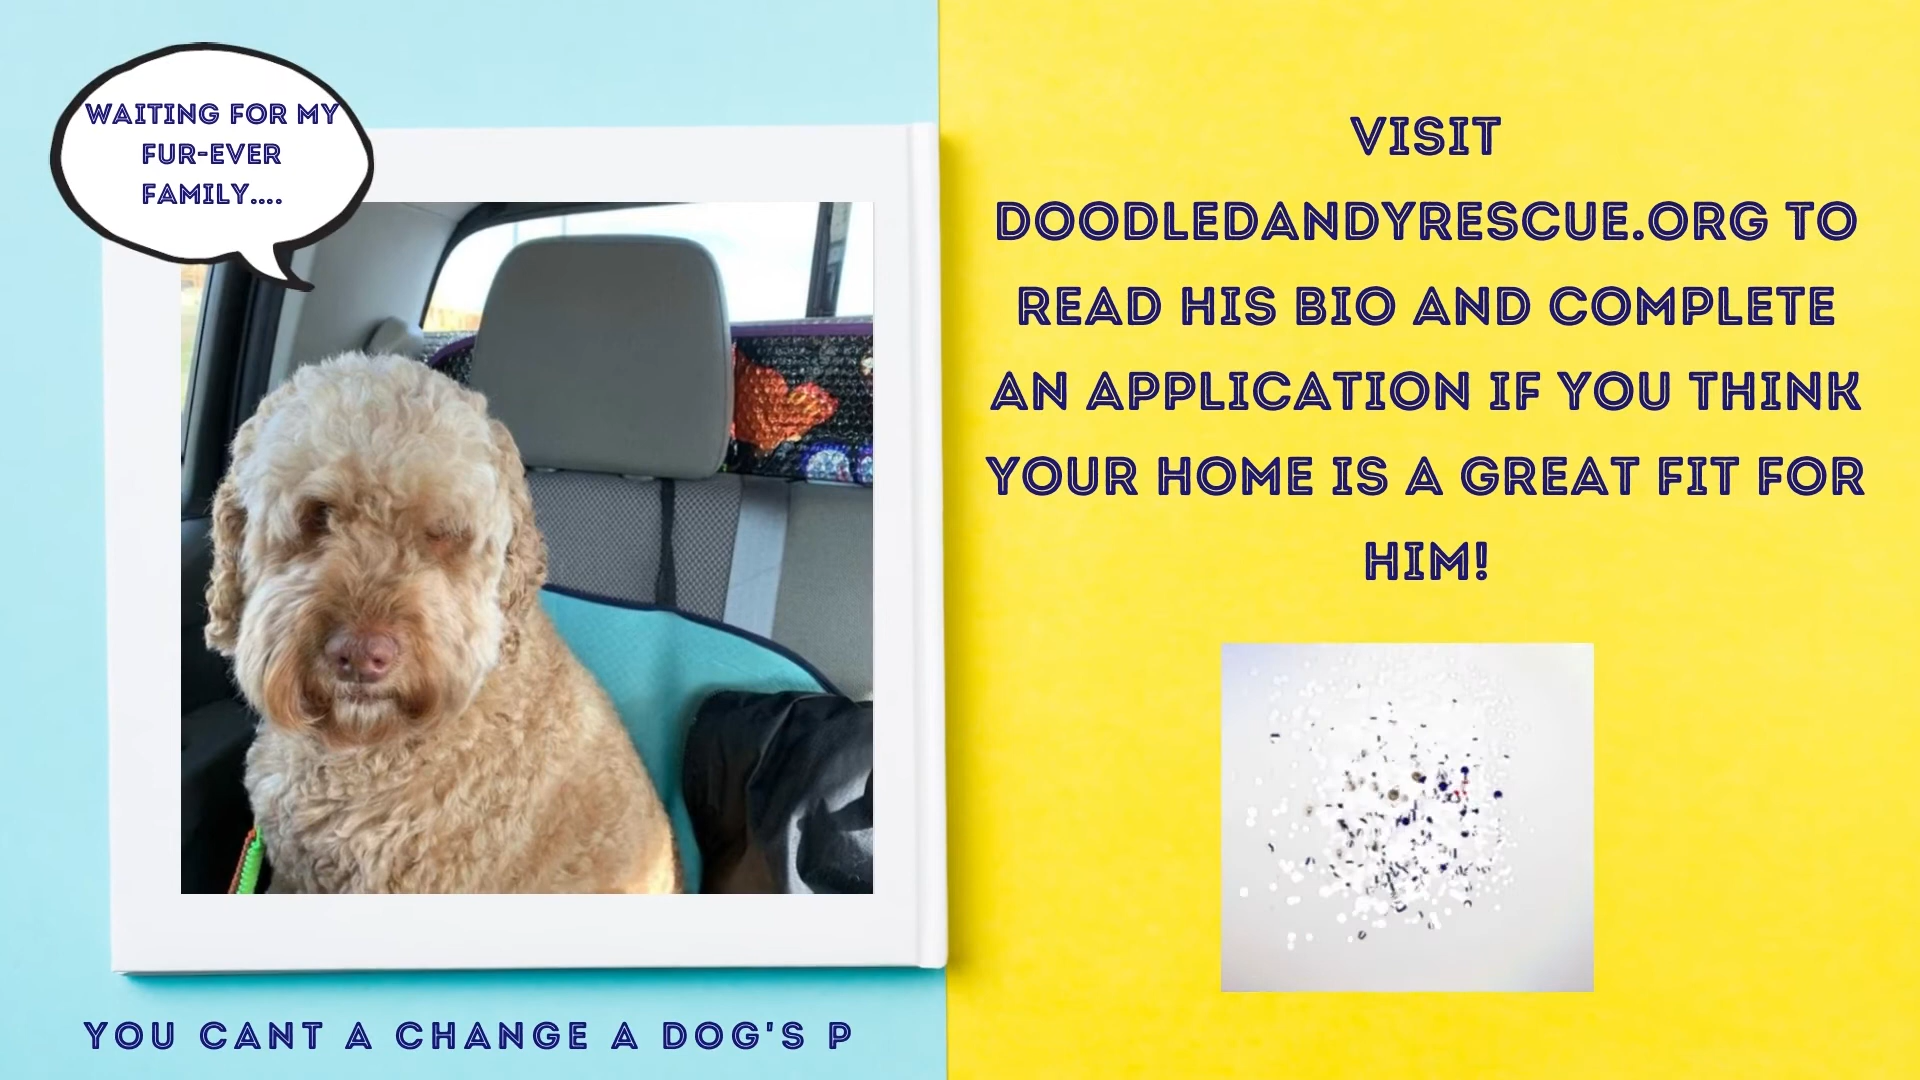 WAITING FOR MY
FUR-EVER
FAMILY....
VISIT
DOODLEDANDYRESCUE.ORG TO
READ HIS BIO AND COMPLETE
AN APPLICATION IF YOU THINK
YOUR HOME IS A GREAT FIT FOR
HIM!
YOU CANT A CHANGE A DOG'S P